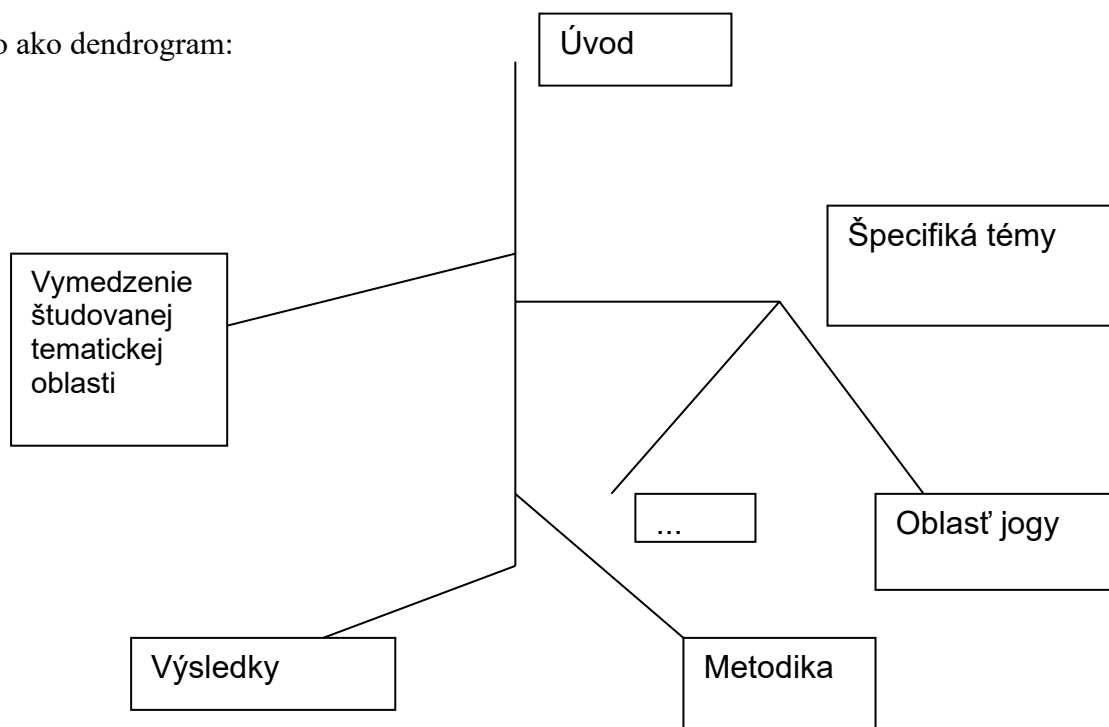 o ako dendrogram:
Úvod
Špecifiká témy
Vymedzenie
študovanej
tematickej
oblasti
...
Oblasť jogy
Výsledky
Metodika